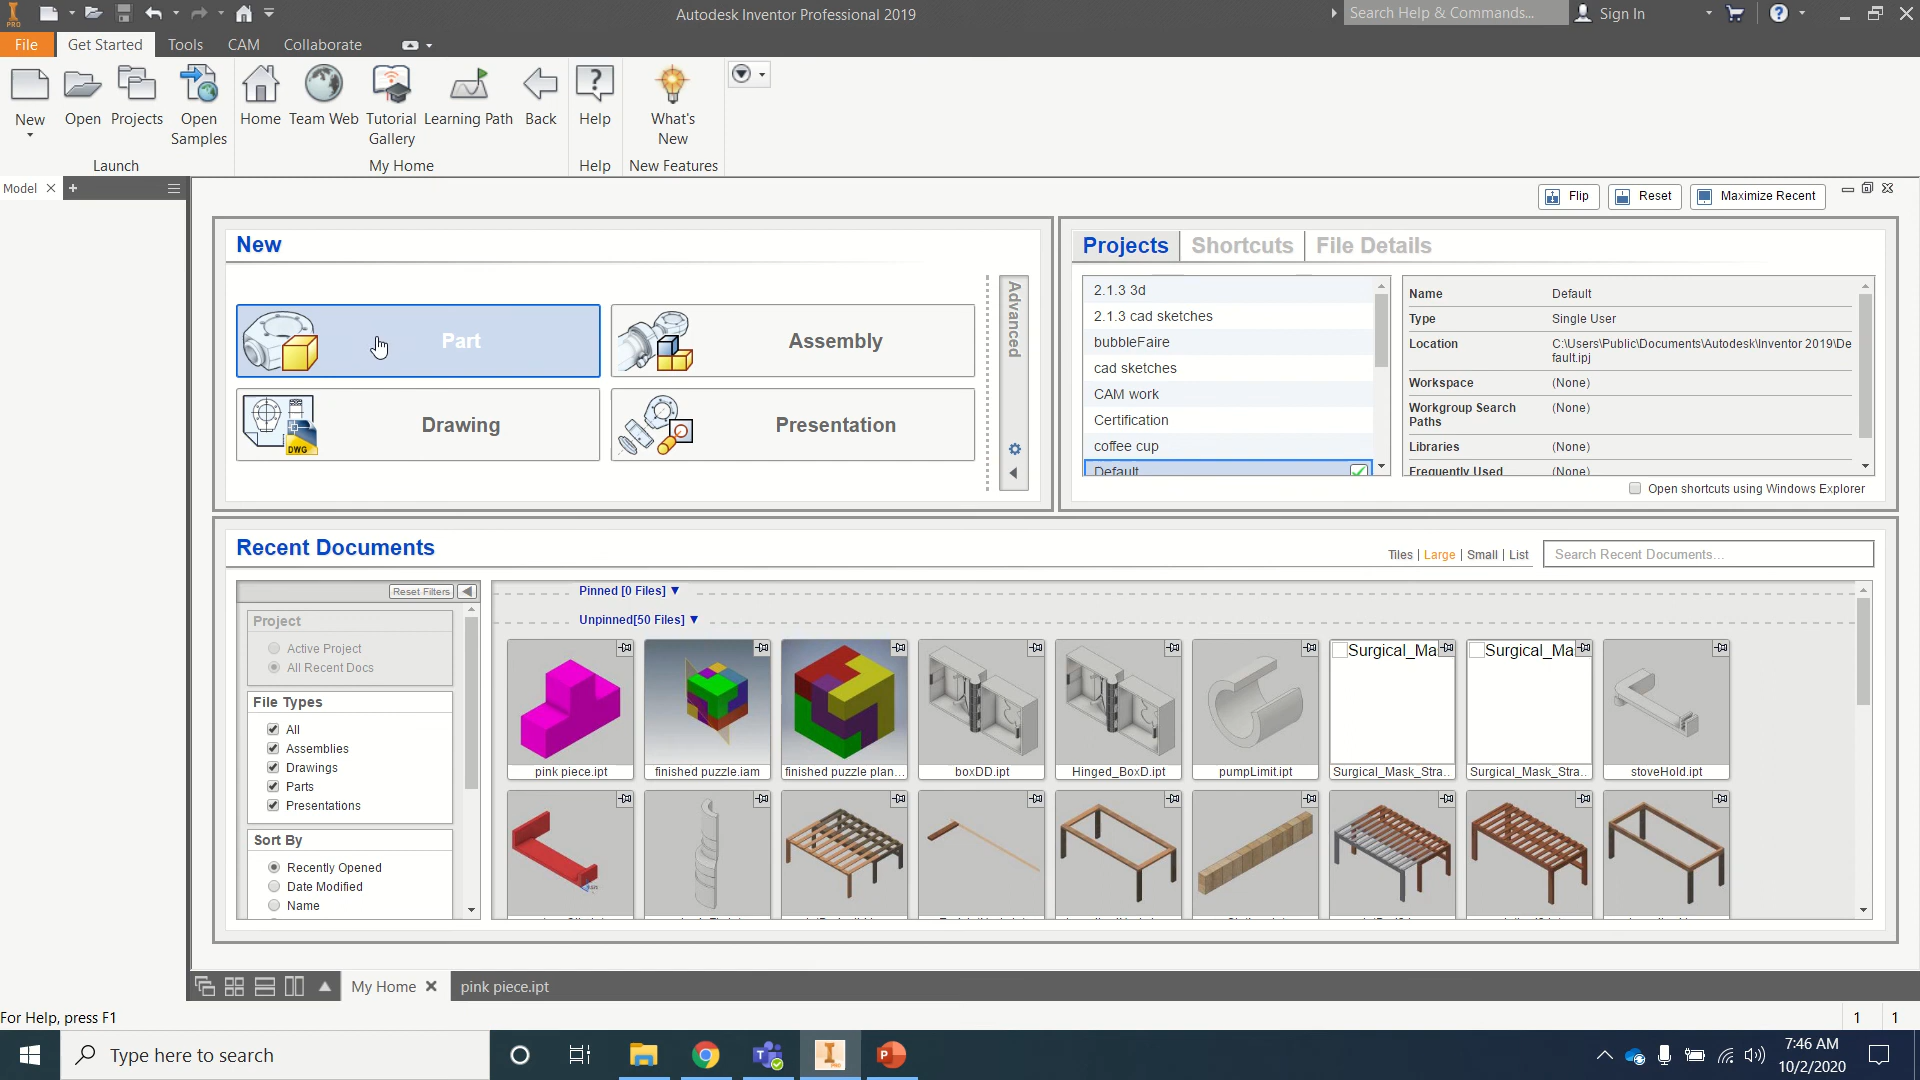 PRO
Autodesk Inventor Professional 2019
Search Help & Commands...
Sign In
File
Get Started
Tools
CAM
Collaborate
New
Open
Projects
Open Samples
Home
Team Web
Tutorial Gallery
Learning Path
Back
Help
What's New
Launch
My Home
Help
New Features
Model
Flip
Reset
Maximize Recent
New
Part
Assembly
Drawing
DWG
Presentation
Advanced
Projects
Shortcuts
File Details
2.1.3 3d
2.1.3 cad sketches
bubbleFaire
cad sketches
CAM work
Certification
coffee cup
Default
Name Default
Type Single User
Location C:\Users\Public\Documents\Autodesk\Inventor 2019\De
fault.ipj
Workspace (None)
Workgroup Search (None)
Paths
Libraries (None)
Frequently Used (None)
Open shortcuts using Windows Explorer
Recent Documents
Tiles | Large | Small | List
Search Recent Documents...
Reset Filters
Project
Active Project
All Recent Docs
File Types
All
Assemblies
Drawings
Parts
Presentations
Sort By
Recently Opened
Date Modified
Name
Pinned [0 Files]
Unpinned[50 Files]
Surgical_Ma
Surgical_Ma
pink piece.ipt
finished puzzle.iam
finished puzzle plan...
boxDD.ipt
Hinged_BoxD.ipt
pumpLimit.ipt
Surgical_Mask_Stra..
Surgical_Mask_Stra..
stoveHold.ipt
My Home
pink piece.ipt
For Help, press F1
1 1
Type here to search
7:46 AM
10/2/2020